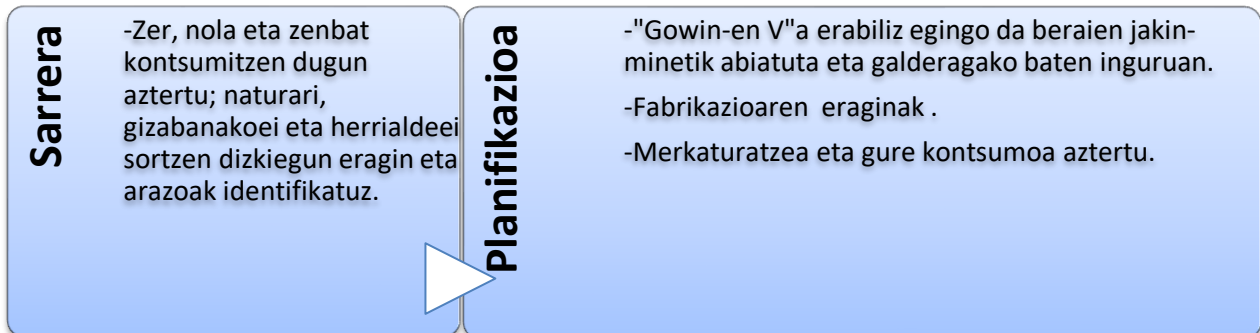 Sarrera
-Zer, nola eta zenbat
kontsumitzen dugun
aztertu; naturari,
gizabanakoei eta herrialdeei
sortzen dizkiegun eragin eta
arazoak identifikatuz.
Planifikazioa
-"Gowin-en V"a erabiliz egingo da beraien jakin-
minetik abiatuta eta galderagako baten inguruan.
-Fabrikazioaren eraginak .
-Merkaturatzea eta gure kontsumoa aztertu.